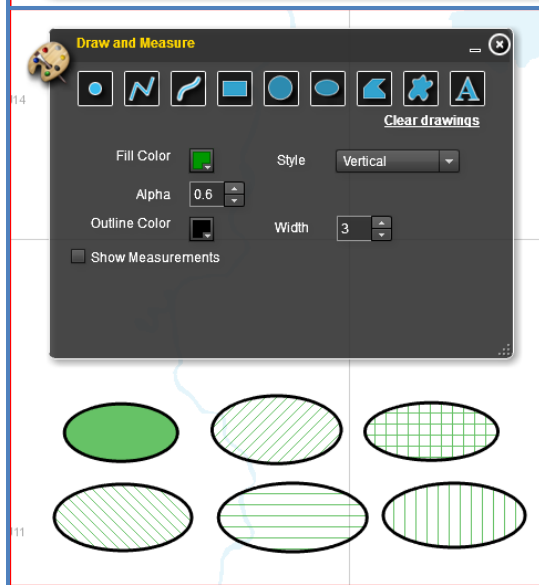 Draw and Measure
14
A
Clear drawings
Fill Color
Style
Vertical
Alpha
0.6
Outline Color
Width
3
Show Measurements
11